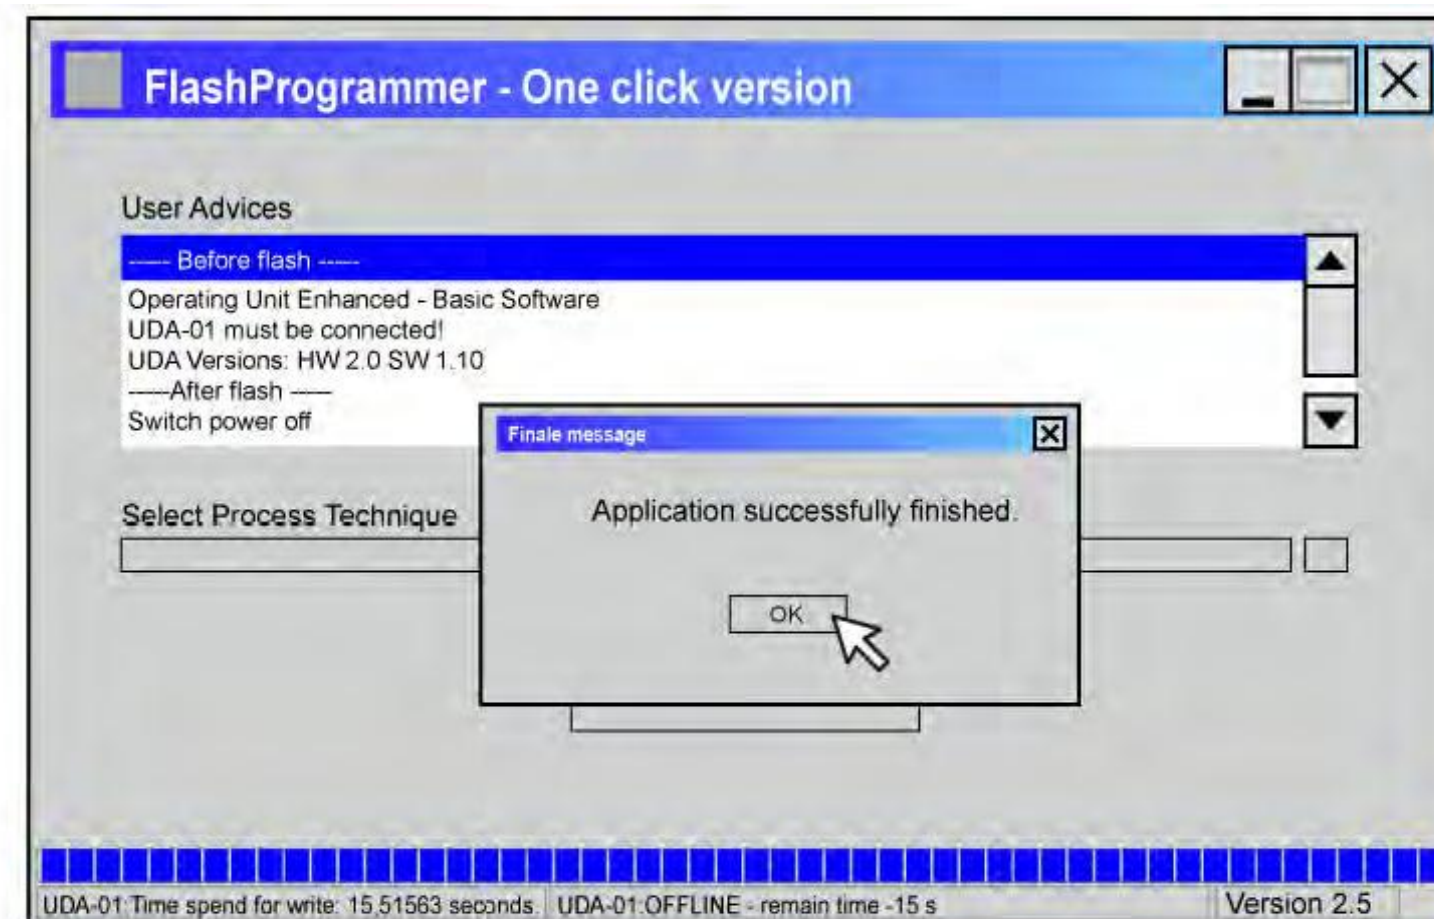 FlashProgrammer - One click version
User Advices
------ Before flash ------
Operating Unit Enhanced - Basic Software
UDA-01 must be connected!
UDA Versions: HW 2.0 SW 1.10
------After flash ------
Switch power off
Finale message
Application successfully finished.
Select Process Technique
OK
UDA-01:Time spend for write: 15,51563 seconds. UDA-01:OFFLINE - remain time -15 s Version 2.5